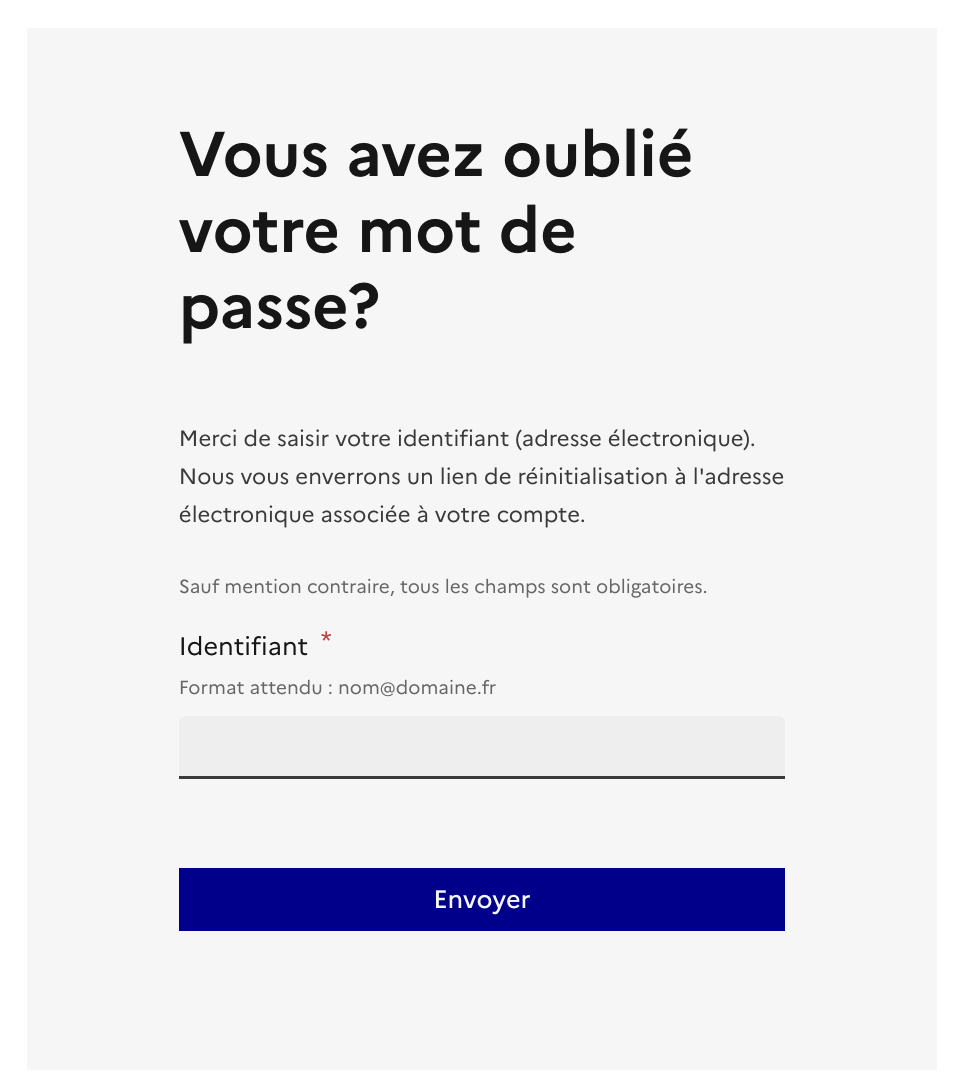 Vous avez oublié
votre mot de
passe?
Merci de saisir votre identifiant (adresse électronique).
Nous vous enverrons un lien de réinitialisation à l'adresse
électronique associée à votre compte.
Sauf mention contraire, tous les champs sont obligatoires.
Identifiant *
Format attendu : nom@domaine.fr
Envoyer